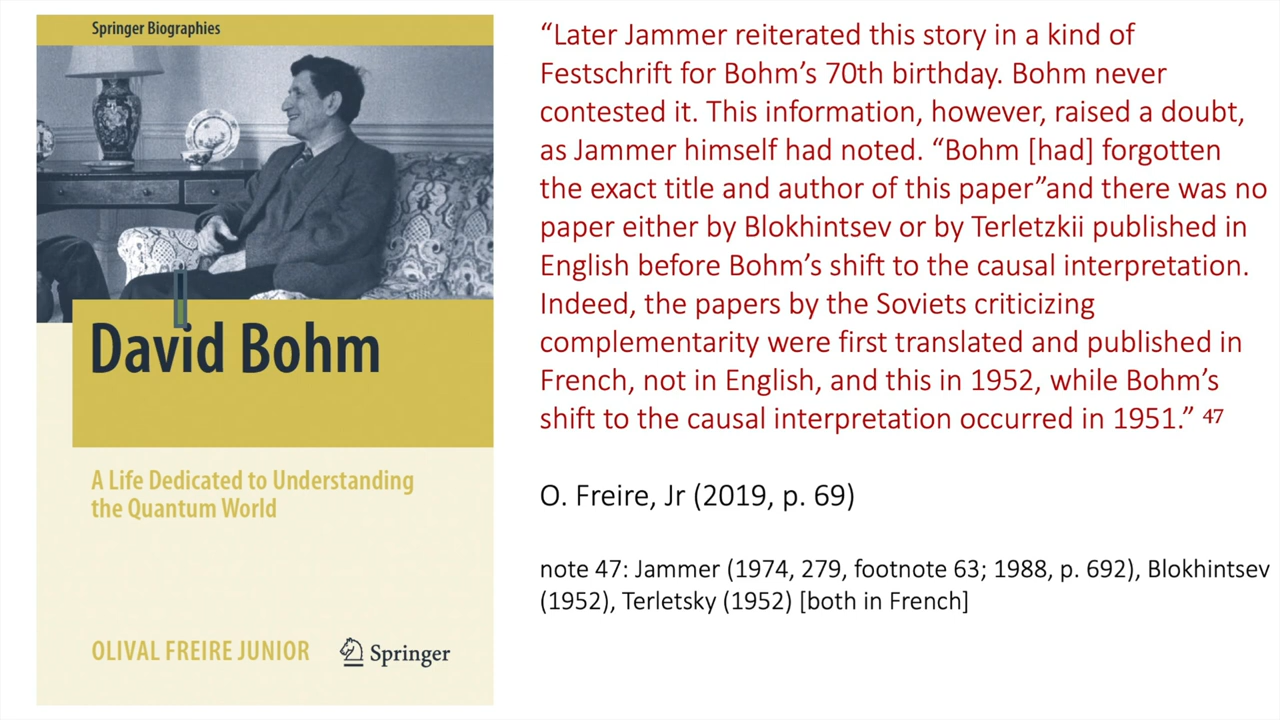 Springer Biographies
David Bohm
A Life Dedicated to Understanding
the Quantum World
OLIVAL FREIRE JUNIOR
Springer
“Later Jammer reiterated this story in a kind of
Festschrift for Bohm’s 70th birthday. Bohm never
contested it. This information, however, raised a doubt,
as Jammer himself had noted. “Bohm [had] forgotten
the exact title and author of this paper”and there was no
paper either by Blokhintsev or by Terletzkii published in
English before Bohm’s shift to the causal interpretation.
Indeed, the papers by the Soviets criticizing
complementarity were first translated and published in
French, not in English, and this in 1952, while Bohm’s
shift to the causal interpretation occurred in 1951.” 47
O. Freire, Jr (2019, p. 69)
note 47: Jammer (1974, 279, footnote 63; 1988, p. 692), Blokhintsev
(1952), Terletsky (1952) [both in French]